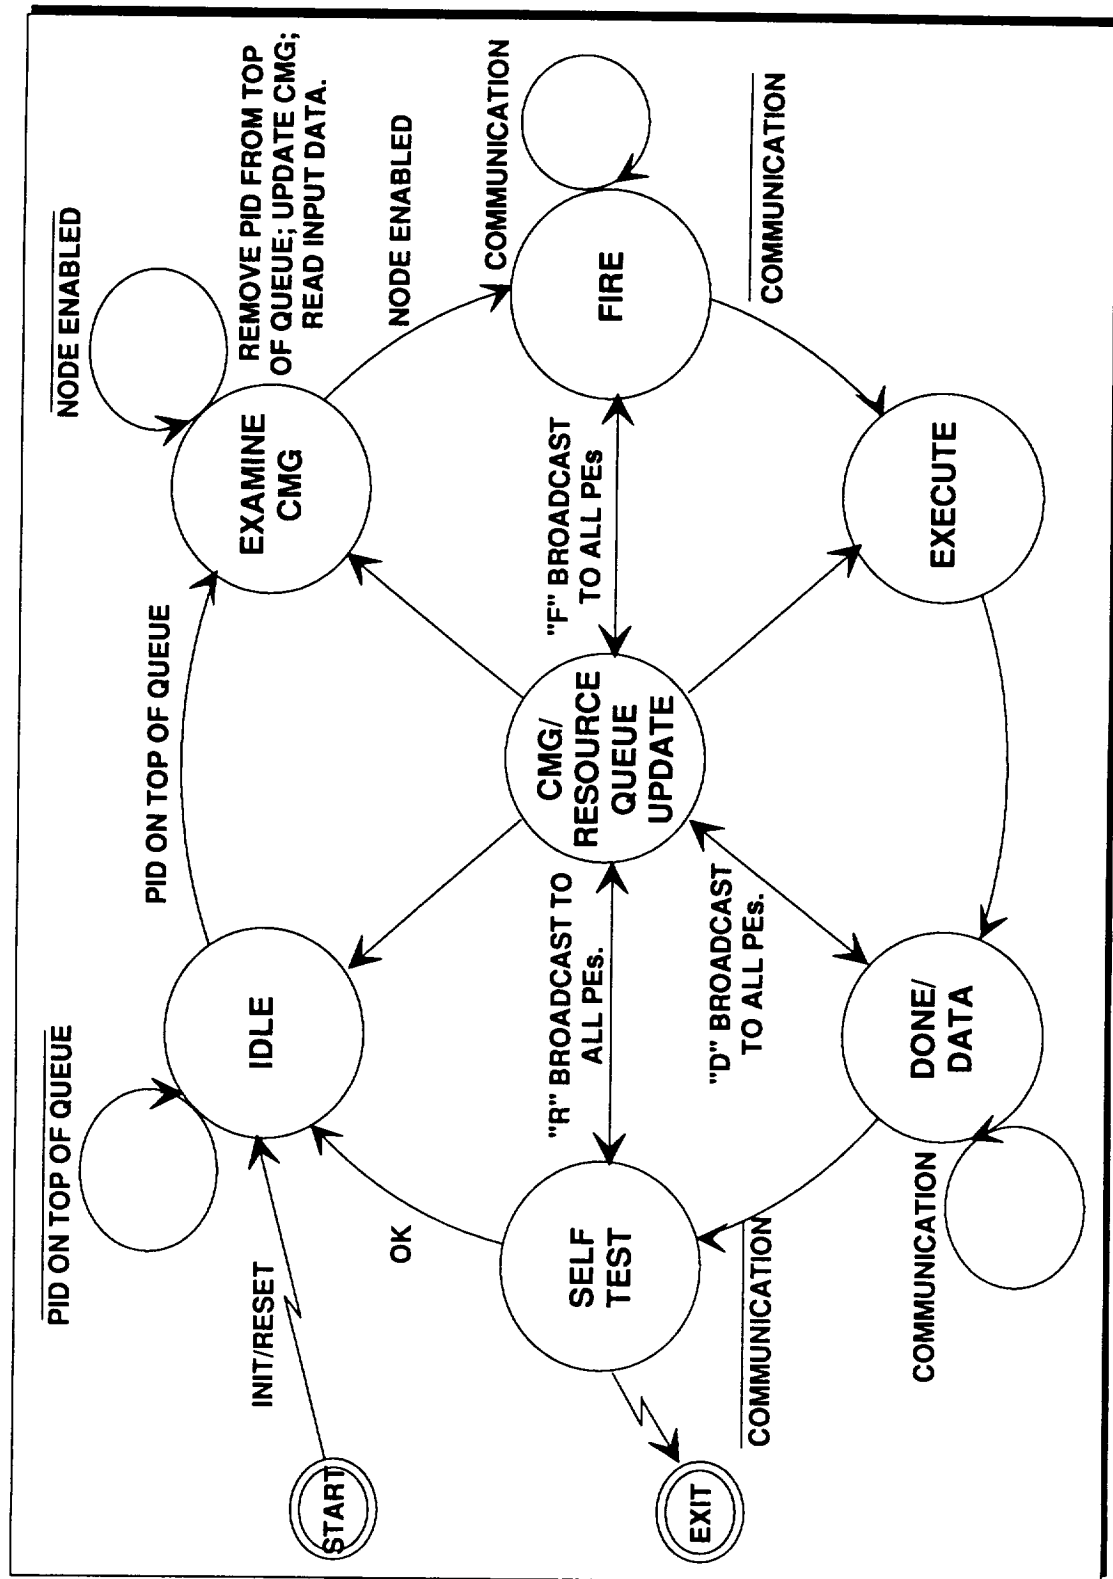 PID ON TOP OF QUEUE
NODE ENABLED
INIT/RESET
IDLE
PID ON TOP OF QUEUE
EXAMINE
CMG
REMOVE PID FROM TOP
OF QUEUE; UPDATE CMG;
READ INPUT DATA.
START
OK
NODE ENABLED
SELF
TEST
"R" BROADCAST TO
ALL PEs.
CMG/
RESOURCE
QUEUE
UPDATE
"F" BROADCAST
TO ALL PEs
FIRE
COMMUNICATION
EXIT
COMMUNICATION
"D" BROADCAST
TO ALL PEs.
COMMUNICATION
COMMUNICATION
DONE/
DATA
EXECUTE